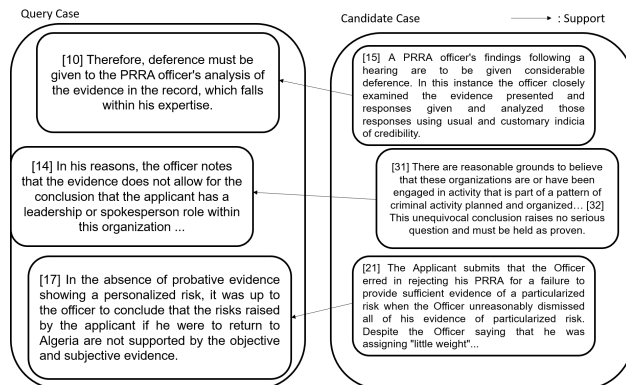 Query Case
Candidate Case
: Support
[10] Therefore, deference must be
given to the PRRA officer's analysis of
the evidence in the record, which falls
within his expertise.
[15] A PRRA officer's findings following a
hearing are to be given considerable
deference. In this instance the officer closely
examined the evidence presented and
responses given and analyzed those
responses using usual and customary indicia
of credibility.
[14] In his reasons, the officer notes
that the evidence does not allow for the
conclusion that the applicant has a
leadership or spokesperson role within
this organization ...
[31] There are reasonable grounds to believe
that these organizations are or have been
engaged in activity that is part of a pattern of
criminal activity planned and organized... [32]
This unequivocal conclusion raises no serious
question and must be held as proven.
[17] In the absence of probative evidence
showing a personalized risk, it was up to
the officer to conclude that the risks raised
by the applicant if he were to return to
Algeria are not supported by the objective
and subjective evidence.
[21] The Applicant submits that the Officer
erred in rejecting his PRRA for a failure to
provide sufficient evidence of a particularized
risk when the Officer unreasonably dismissed
all of his evidence of particularized risk.
Despite the Officer saying that he was
assigning "little weight"...